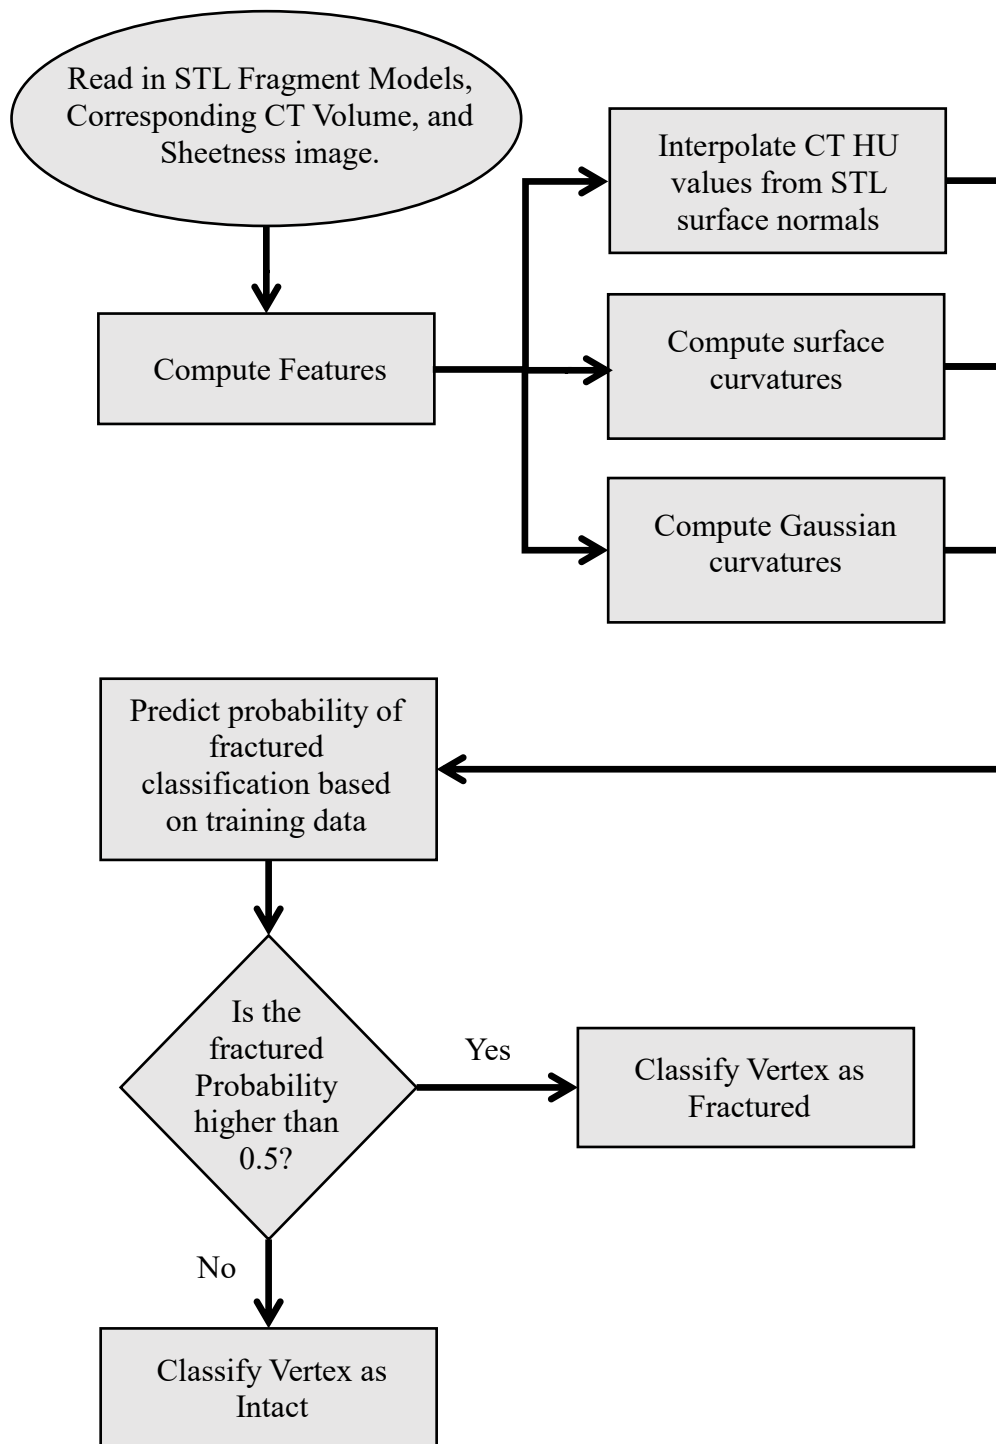 Read in STL Fragment Models,
Corresponding CT Volume, and
Sheetness image.
Compute Features
Interpolate CT HU
values from STL
surface normals
Compute surface
curvatures
Compute Gaussian
curvatures
Predict probability of
fractured
classification based
on training data
Is the
fractured
Probability
higher than
0.5?
Yes
Classify Vertex as
Fractured
No
Classify Vertex as
Intact